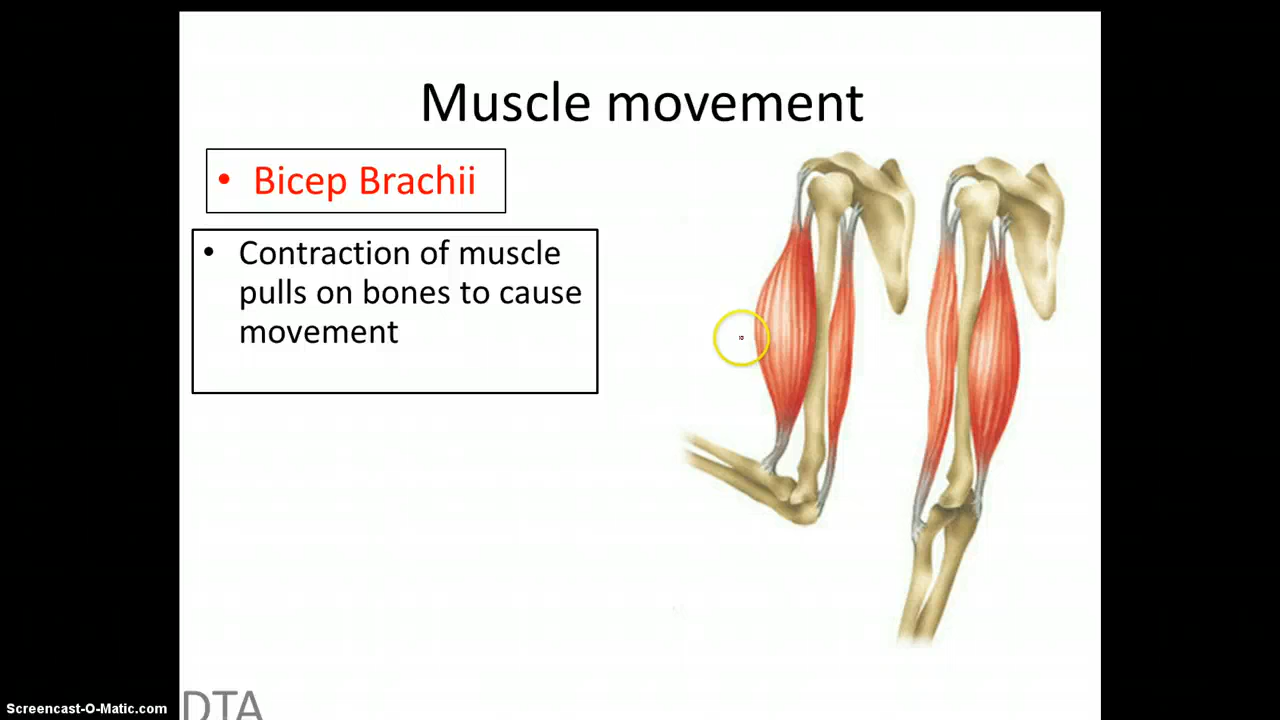 Muscle movement
• Bicep Brachii
• Contraction of muscle
pulls on bones to cause
movement
DTA
Screencast-O-Matic.com